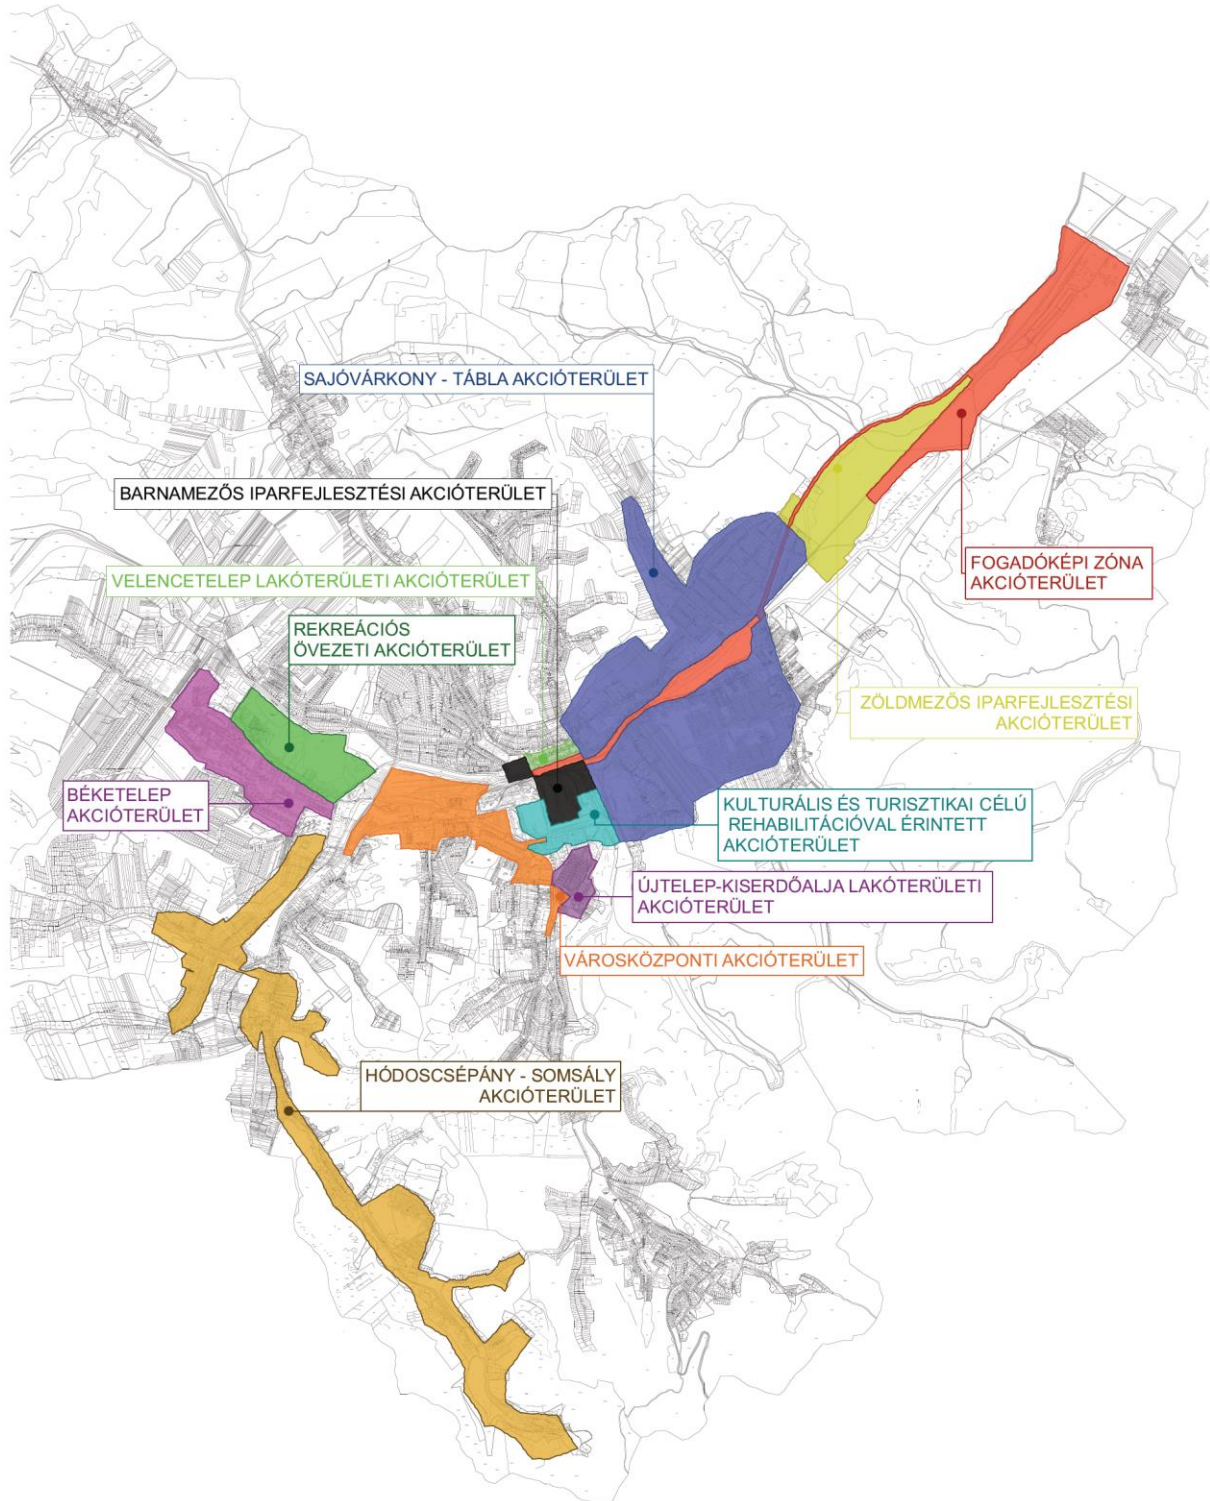 SAJÓVÁRKONY - TÁBLA AKCIÓTERÜLET
BARNAMEZŐS IPARFEJLESZTÉSI AKCIÓTERÜLET
FOGADÓKÉPI ZÓNA
AKCIÓTERÜLET
VELENCETELEP LAKÓTERÜLETI AKCIÓTERÜLET
REKREÁCIÓS
ÖVEZETI AKCIÓTERÜLET
ZÖLDMEZŐS IPARFEJLESZTÉSI
AKCIÓTERÜLET
BÉKETELEP
AKCIÓTERÜLET
KULTURÁLIS ÉS TURISZTIKAI CÉLÚ
REHABILITÁCIÓVAL ÉRINTETT
AKCIÓTERÜLET
ÚJTELEP-KISERDŐALJA LAKÓTERÜLETI
AKCIÓTERÜLET
VÁROSKÖZPONTI AKCIÓTERÜLET
HÓDOSCSÉPÁNY - SOMSÁLY
AKCIÓTERÜLET